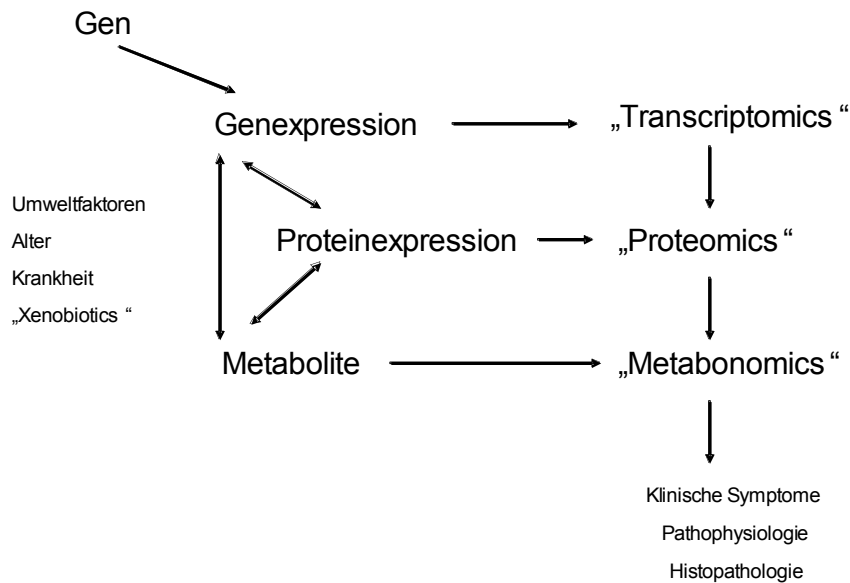 Gen
Genexpression
„Transcriptomics “
Umweltfaktoren
Alter
Krankheit
„Xenobiotics “
Proteinexpression
„Proteomics “
Metabolite
„Metabonomics “
Klinische Symptome
Pathophysiologie
Histopathologie